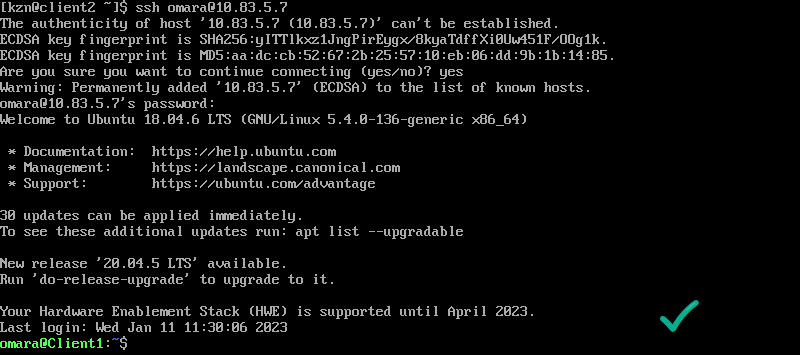 [kzn@client2 ~]$ ssh omara@10.83.5.7
The authenticity of host '10.83.5.7 (10.83.5.7)' can't be established.
ECDSA key fingerprint is SHA256:yITTlkxz1JngPirEygx/8kyaTdffXi0Uw451F/OOg1k.
ECDSA key fingerprint is MD5:aa:dc:cb:52:67:2b:25:57:10:eb:06:dd:9b:1b:14:85.
Are you sure you want to continue connecting (yes/no)? yes
Warning: Permanently added '10.83.5.7' (ECDSA) to the list of known hosts.
omara@10.83.5.7's password:
Welcome to Ubuntu 18.04.6 LTS (GNU/Linux 5.4.0-136-generic x86_64)
* Documentation:  https://help.ubuntu.com
* Management:     https://landscape.canonical.com
* Support:        https://ubuntu.com/advantage
30 updates can be applied immediately.
To see these additional updates run: apt list --upgradable
New release '20.04.5 LTS' available.
Run 'do-release-upgrade' to upgrade to it.
Your Hardware Enablement Stack (HWE) is supported until April 2023.
Last login: Wed Jan 11 11:30:06 2023
omara@Client1:~$